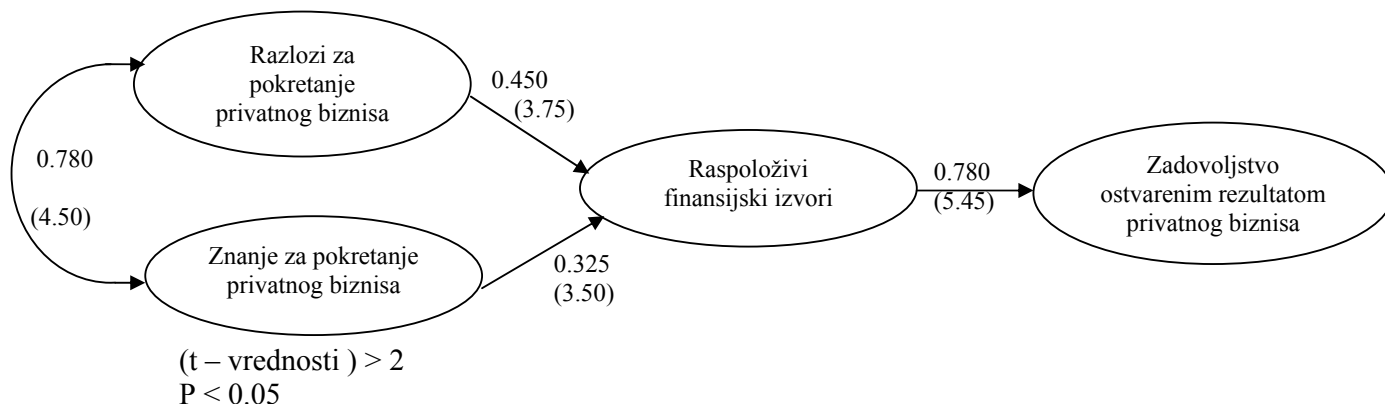 Razlozi za
pokretanje
privatnog biznisa
0.450
(3.75)
0.780
(4.50)
Raspoloživi
finansijski izvori
0.780
(5.45)
Zadovoljstvo
ostvarenim rezultatom
privatnog biznisa
Znanje za pokretanje
privatnog biznisa
0.325
(3.50)
(t – vrednosti ) > 2
P < 0.05